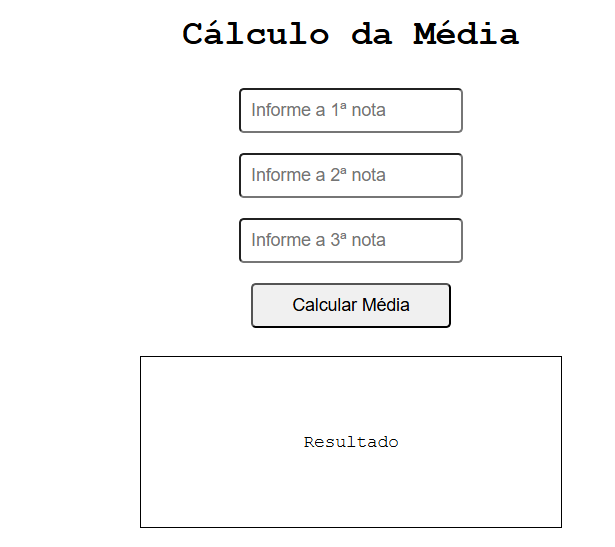 Cálculo da Média
Informe a 1ª nota
Informe a 2ª nota
Informe a 3ª nota
Calcular Média
Resultado